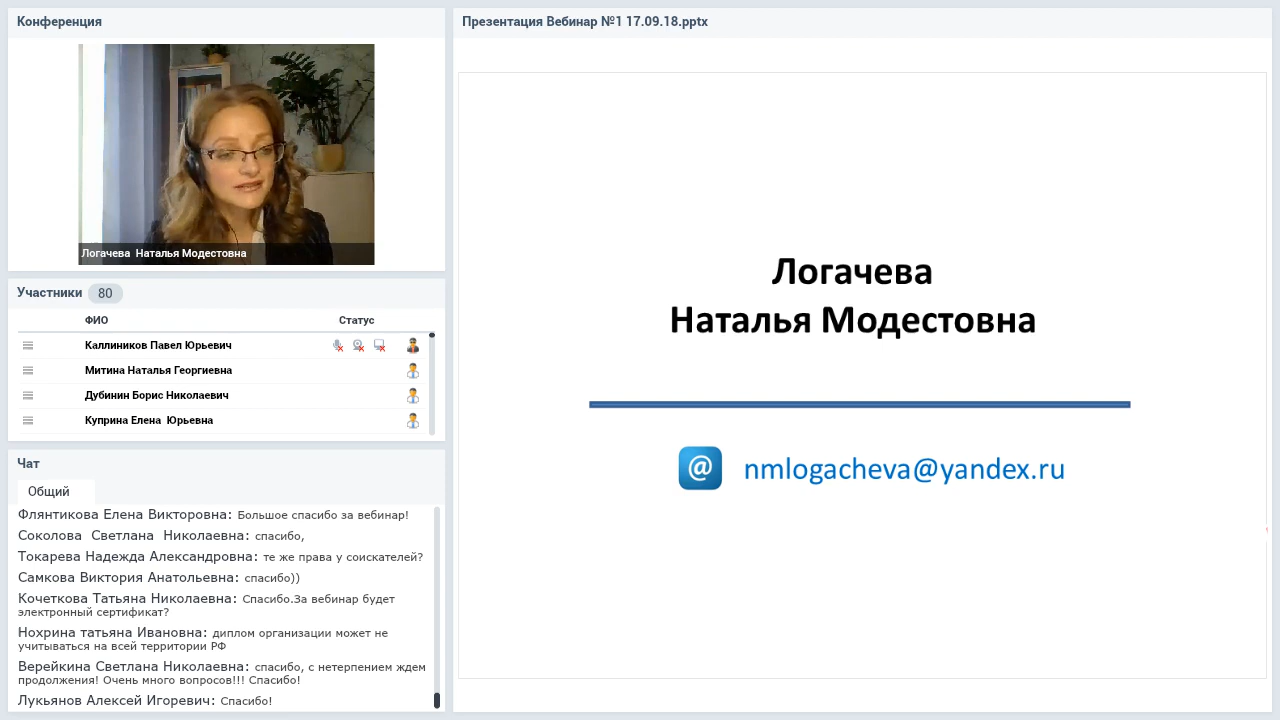 Конференция
Логачева  Наталья Модестовна
Участники 80
ФИО Статус
Каллиников Павел Юрьевич
Митина Наталья Георгиевна
Дубинин Борис Николаевич
Куприна Елена  Юрьевна
Чат
Общий
Флянтикова Елена Викторовна: Большое спасибо за вебинар!
Соколова  Светлана  Николаевна: спасибо,
Токарева Надежда Александровна: те же права у соискателей?
Самкова Виктория Анатольевна: спасибо))
Кочеткова Татьяна Николаевна: Спасибо.За вебинар будет
электронный сертификат?
Нохрина татьяна Ивановна: диплом организации может не
учитываться на всей территории РФ
Верейкина Светлана Николаевна: спасибо, с нетерпением ждем
продолжения! Очень много вопросов!!! Спасибо!
Лукьянов Алексей Игоревич: Спасибо!
Презентация Вебинар №1 17.09.18.pptx
Логачева
Наталья Модестовна
@ nmlogacheva@yandex.ru